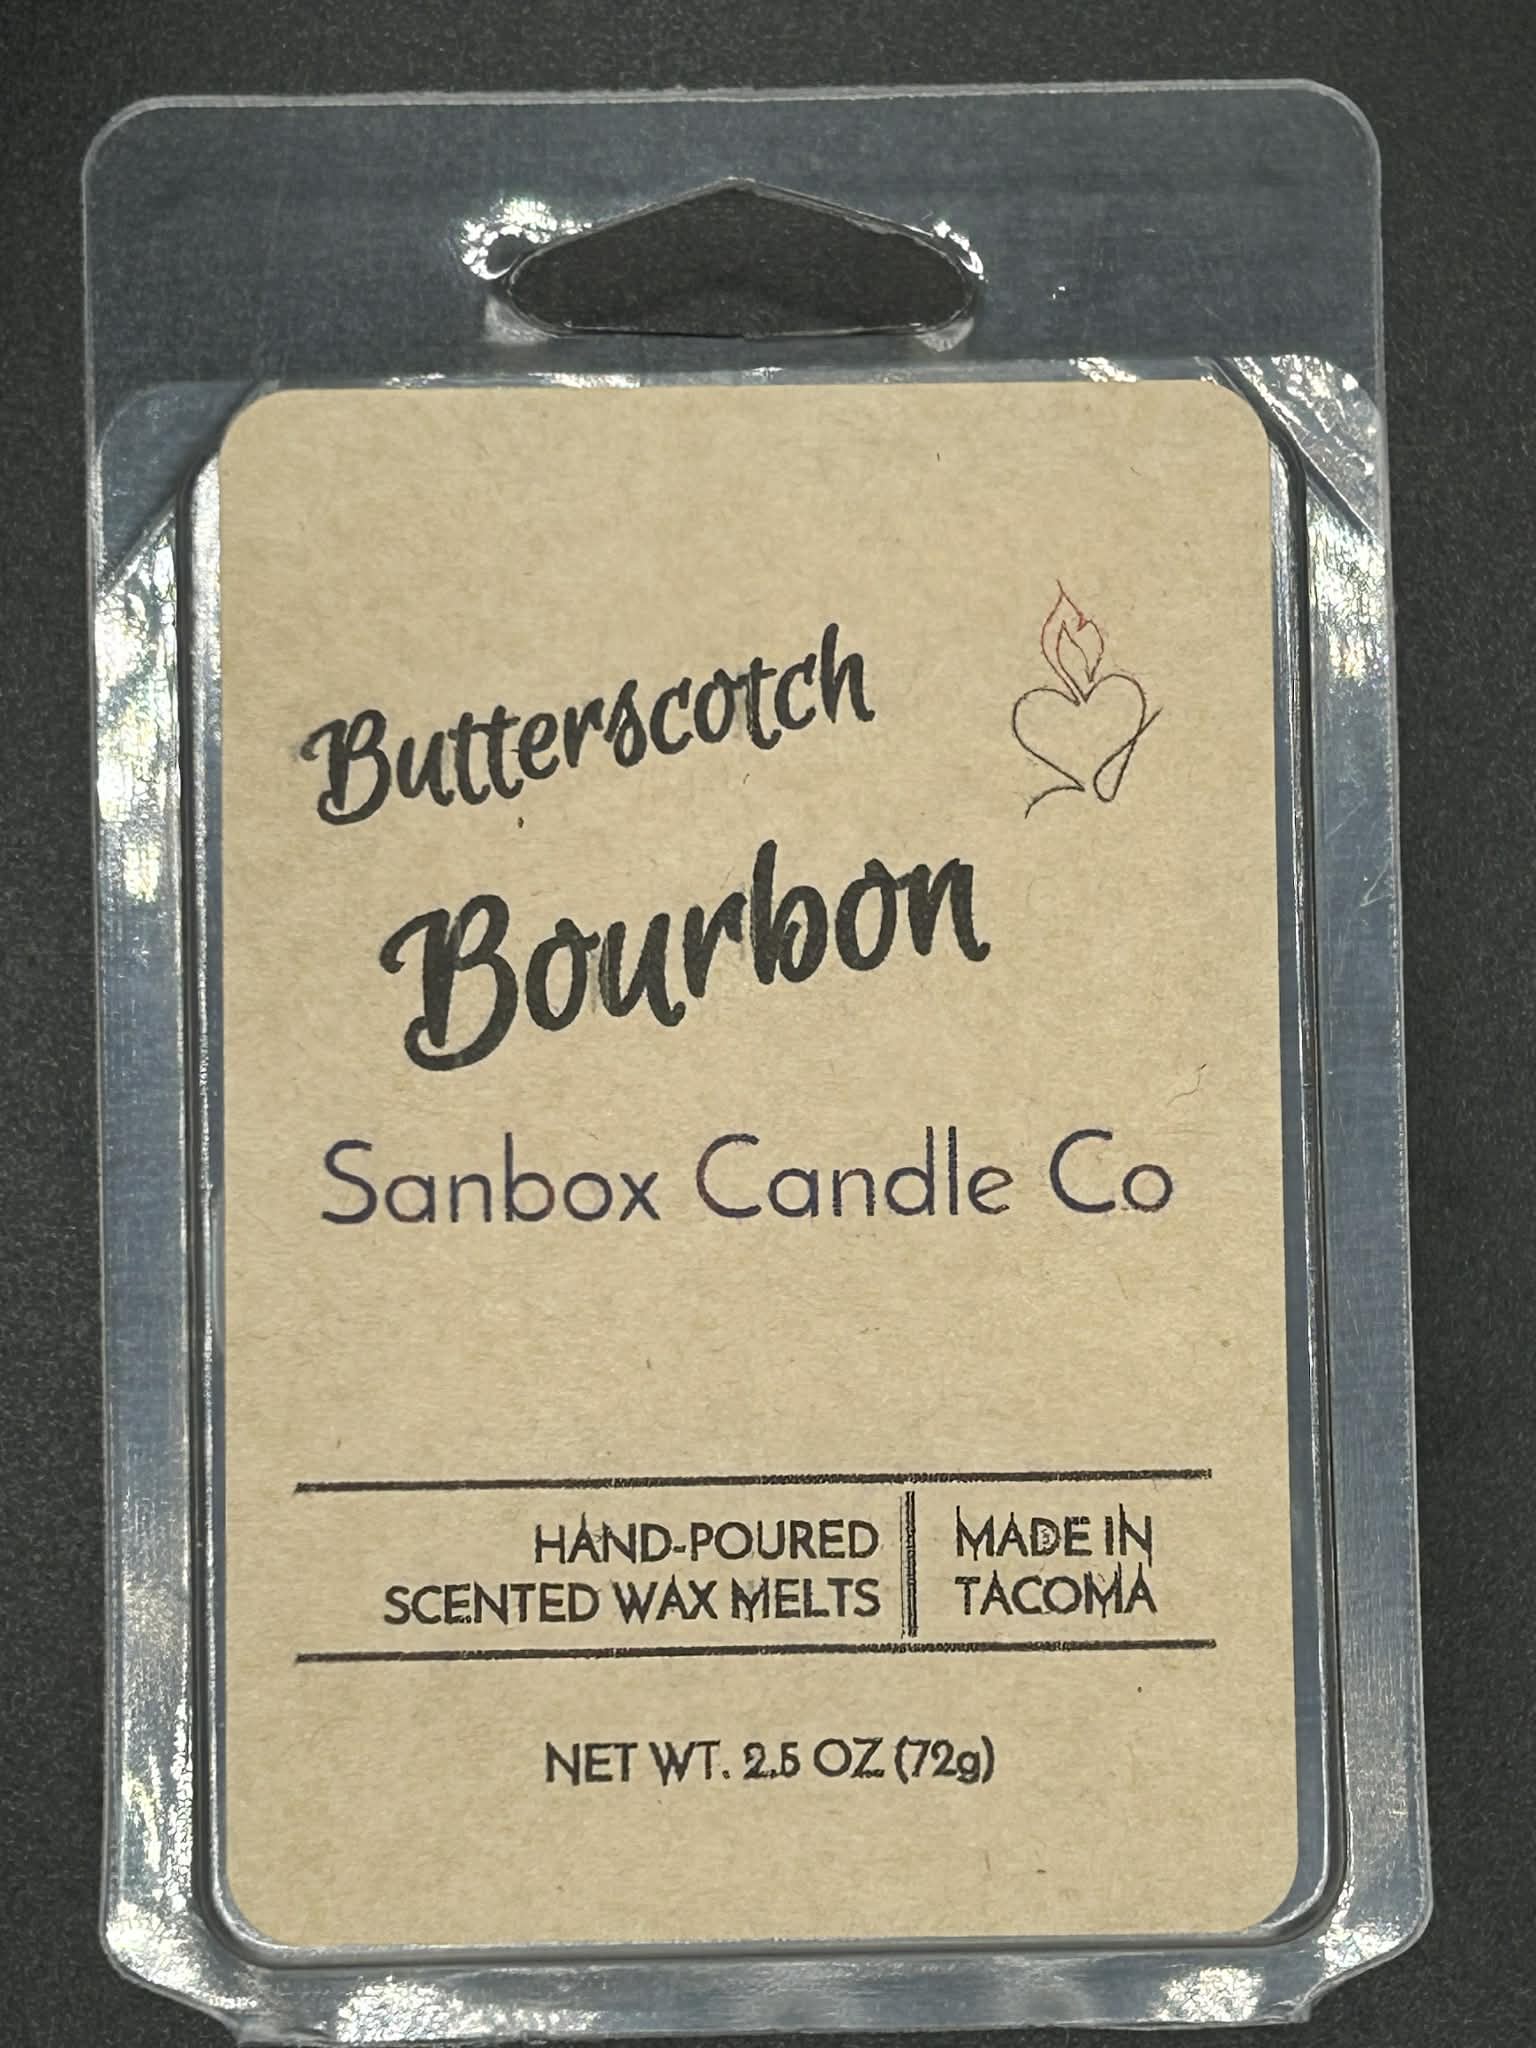 Butterscotch
Bourbon
Sanbox Candle Co
HAND-POURED
SCENTED WAX MELTS
MADE IN
TACOMA
NET WT. 2.5 OZ (72g)